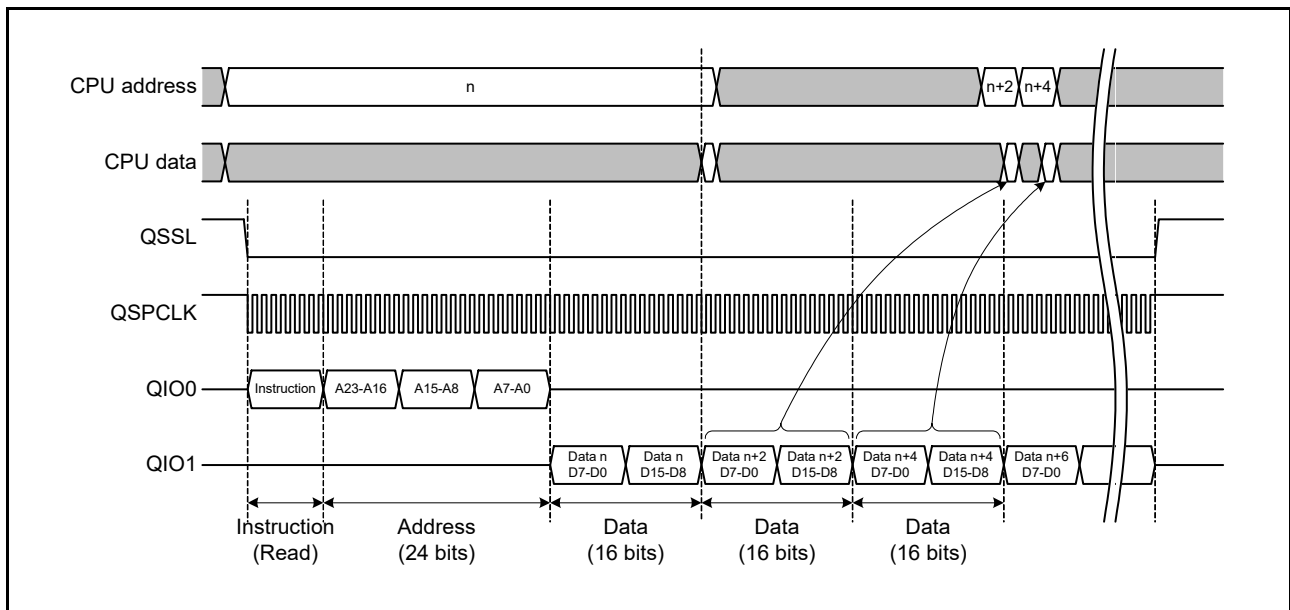 CPU address
n
n+2
n+4
CPU data
QSSL
QSPCLK
QIO0
Instruction
A23-A16
A15-A8
A7-A0
QIO1
Data n
D7-D0
Data n
D15-D8
Data n+2
D7-D0
Data n+2
D15-D8
Data n+4
D7-D0
Data n+4
D15-D8
Data n+6
D7-D0
Instruction
(Read)
Address
(24 bits)
Data
(16 bits)
Data
(16 bits)
Data
(16 bits)